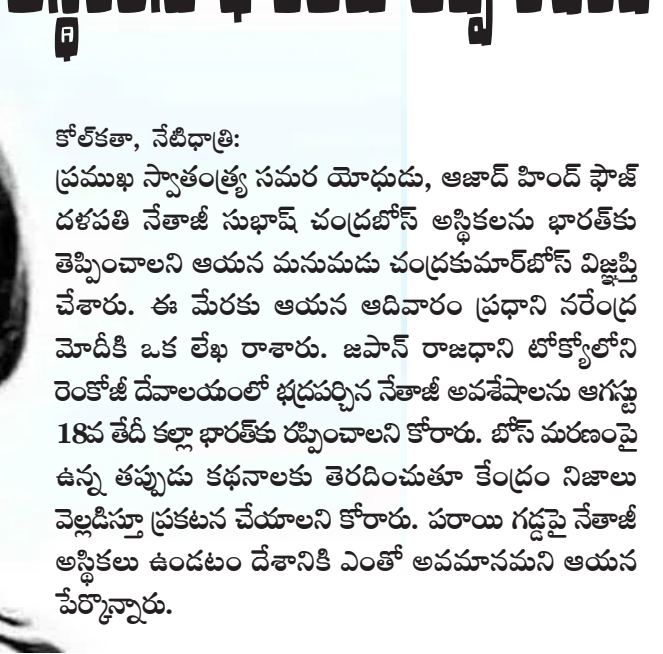 కోల్‌కతా, నేటిధాత్రి:
ప్రముఖ స్వాతంత్ర్య సమర యోధుడు, ఆజాద్ హింద్ ఫౌజ్
దళపతి నేతాజీ సుభాష్ చంద్రబోస్ అస్థికలను భారత్‌కు
తెప్పించాలని ఆయన మనుమడు చంద్రకుమార్‌బోస్ విజ్ఞప్తి
చేశారు. ఈ మేరకు ఆయన ఆదివారం ప్రధాని నరేంద్ర
మోదీకి ఒక లేఖ రాశారు. జపాన్ రాజధాని టోక్యోలోని
రెంకోజీ దేవాలయంలో భద్రపర్చిన నేతాజీ అవశేషాలను ఆగస్టు
18వ తేదీ కల్లా భారత్‌కు రప్పించాలని కోరారు. బోస్ మరణంపై
ఉన్న తప్పుడు కథనాలకు తెరదించుతూ కేంద్రం నిజాలు
వెల్లడిస్తూ ప్రకటన చేయాలని కోరారు. పరాయి గడ్డపై నేతాజీ
అస్థికలు ఉండటం దేశానికి ఎంతో అవమానమని ఆయన
పేర్కొన్నారు.